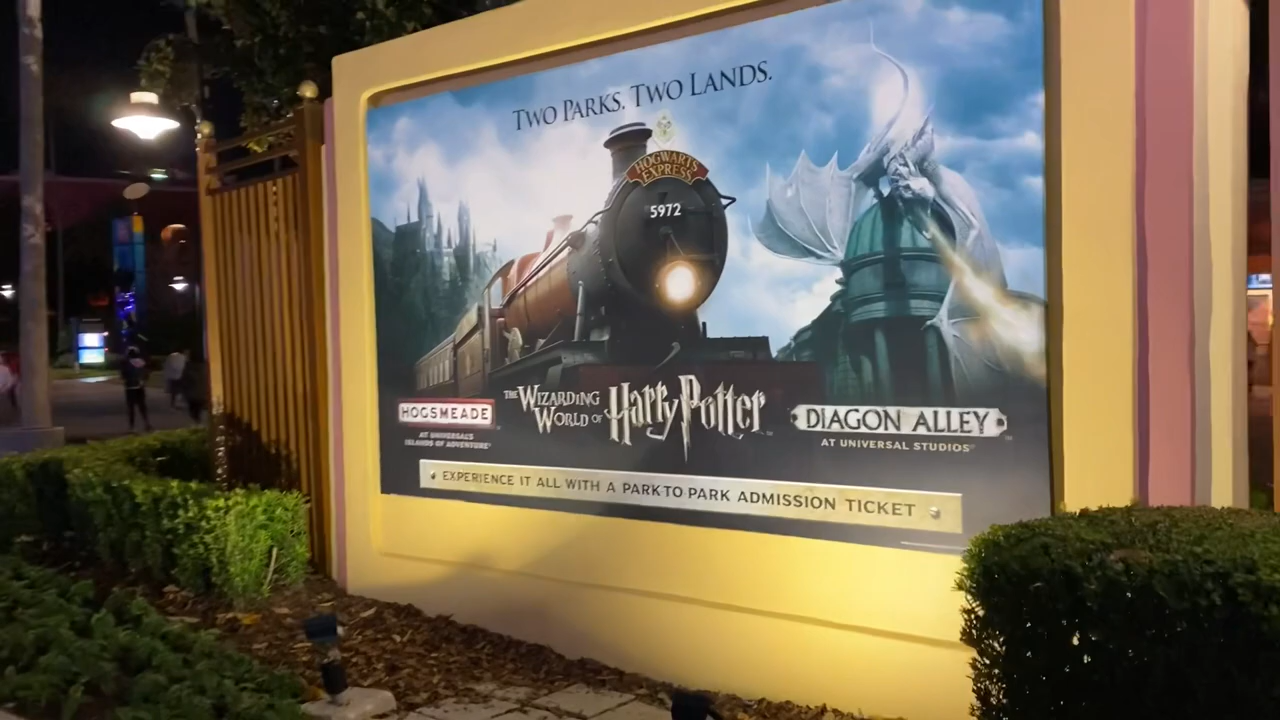 TWO PARKS. TWO LANDS.
HOGWARTS
EXPRESS
5972
THE WIZARDING
WORLD OF
Harry Potter
HOGSMEADE
AT UNIVERSAL'S
ISLANDS OF ADVENTURE
DIAGON ALLEY
AT UNIVERSAL STUDIOS
EXPERIENCE IT ALL WITH A PARK TO PARK ADMISSION TICKET